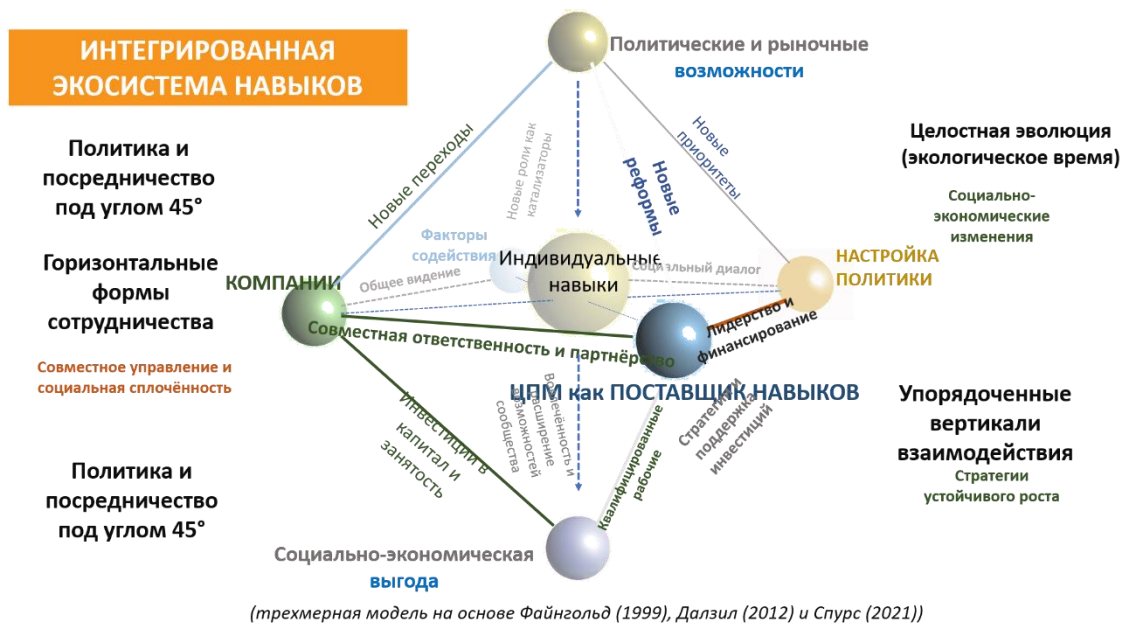 ИНТЕГРИРОВАННАЯ
ЭКОСИСТЕМА НАВЫКОВ
Политические и рыночные
возможности
Политика и
посредничество
под углом 45°
Новые переходы
Новые роли как
катализаторы
Новые
реформы
Новые
приоритеты
Целостная эволюция
(экологическое время)
Социально-
экономические
изменения
Горизонтальные
формы
сотрудничества
Факторы
содействия
КОМПАНИИ
Общее видение
Индивидуальные
навыки
Социальный диалог
НАСТРОЙКА
ПОЛИТИКИ
Лидерство и
финансирование
Совместная ответственность и партнёрство
Совместное управление и
социальная сплочённость
ЦПМ как ПОСТАВЩИК НАВЫКОВ
Инвестиции в
капитал и
занятость
Вовлечённость и
расширение
возможностей
сообщества
Квалифицированные
рабочие
Стратегии и
поддержка
инвестиций
Упорядоченные
вертикали
взаимодействия
Стратегии
устойчивого роста
Политика и
посредничество
под углом 45°
Социально-экономическая
выгода
(трехмерная модель на основе Файнгольд (1999), Далзил (2012) и Спурс (2021))